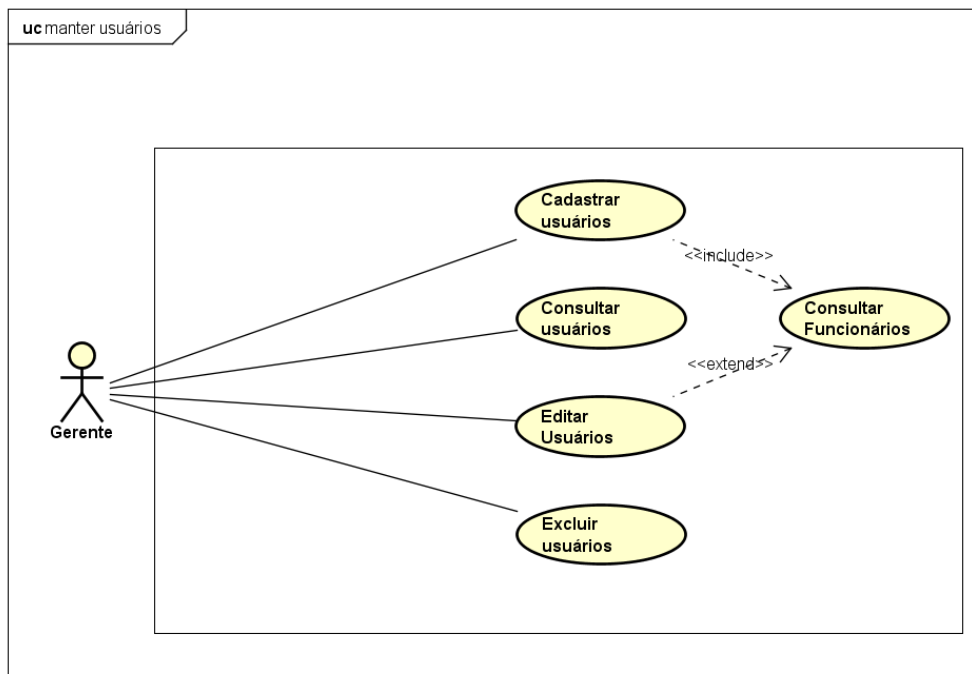 uc manter usuários
Cadastrar
usuários
<<include>>
Consultar
usuários
Consultar
Funcionários
<<extend>>
Editar
Usuários
Gerente
Excluir
usuários